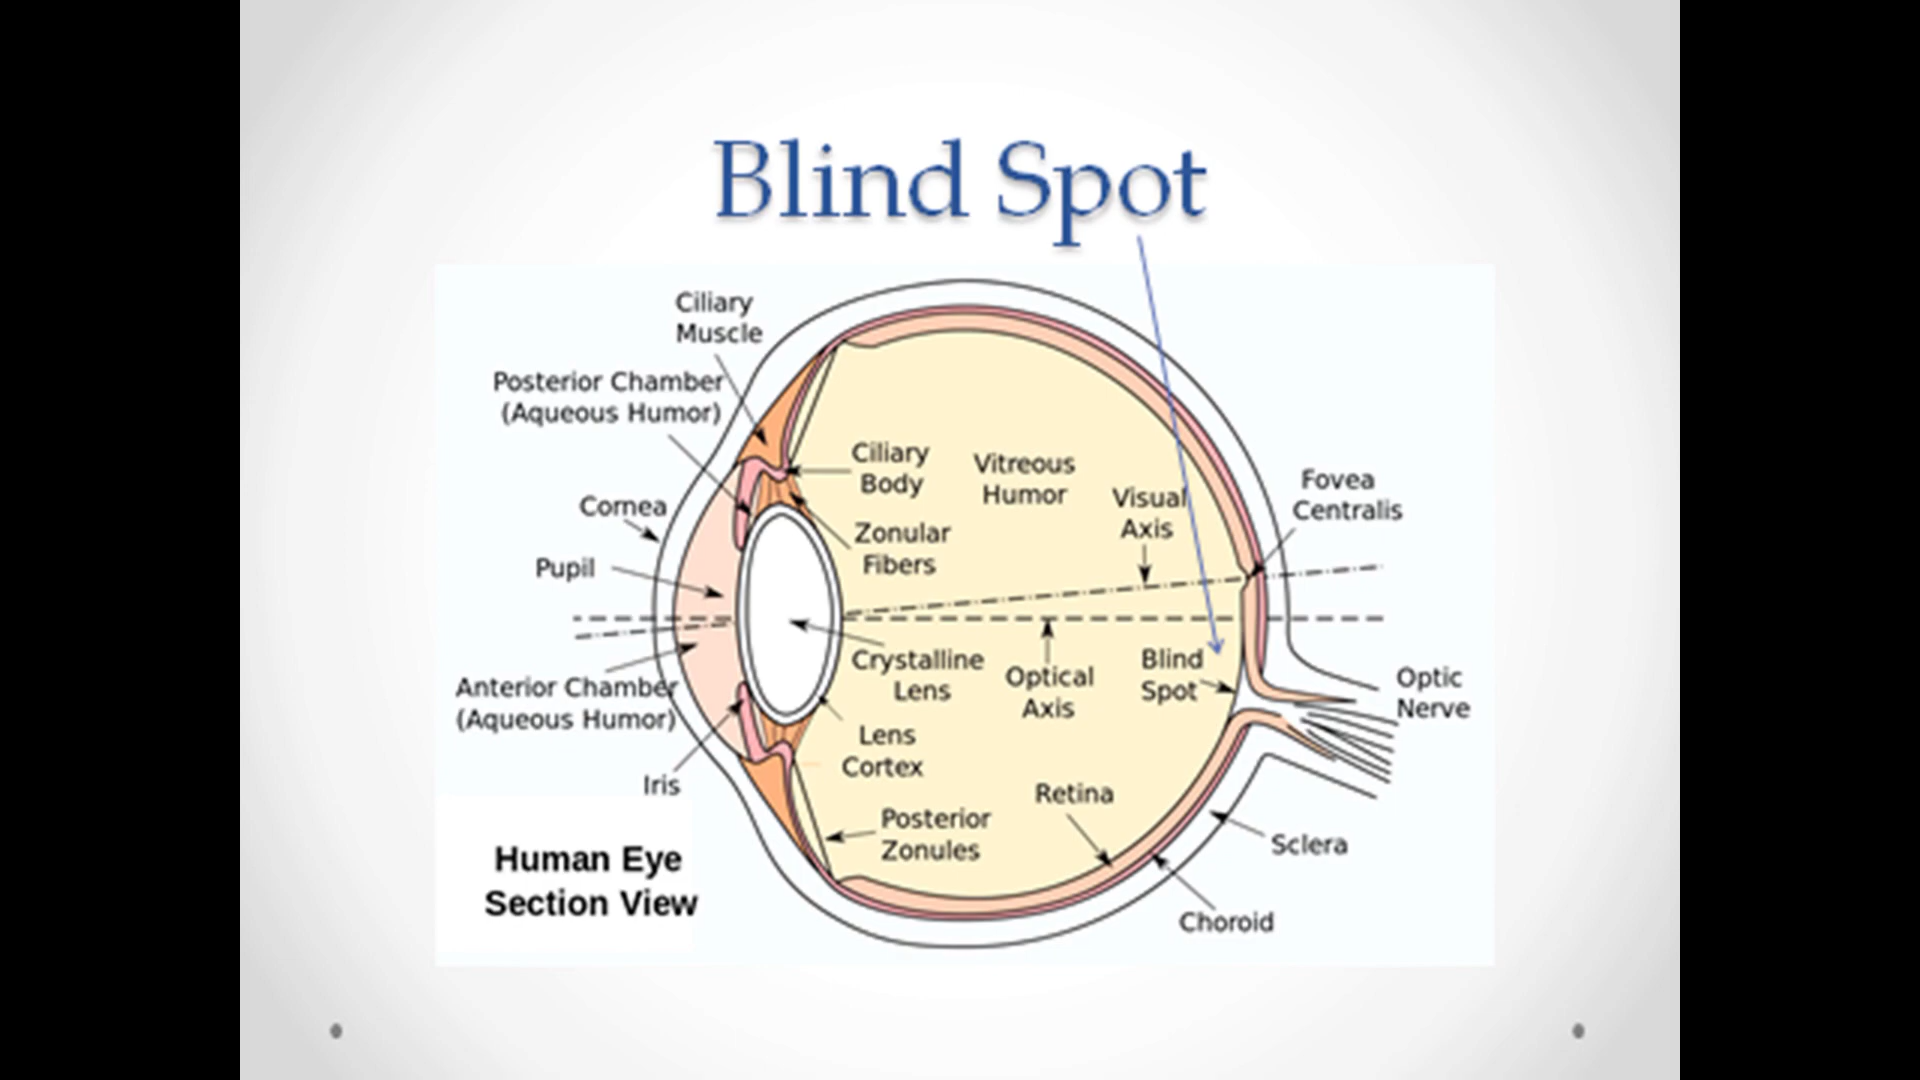 Blind Spot
Ciliary
Muscle
Posterior Chamber
(Aqueous Humor)
Ciliary
Body
Vitreous
Humor
Visual
Axis
Fovea
Centralis
Cornea
Zonular
Fibers
Pupil
Crystalline
Lens
Optical
Axis
Blind
Spot
Optic
Nerve
Anterior Chamber
(Aqueous Humor)
Lens
Cortex
Iris
Retina
Posterior
Zonules
Sclera
Choroid
Human Eye
Section View